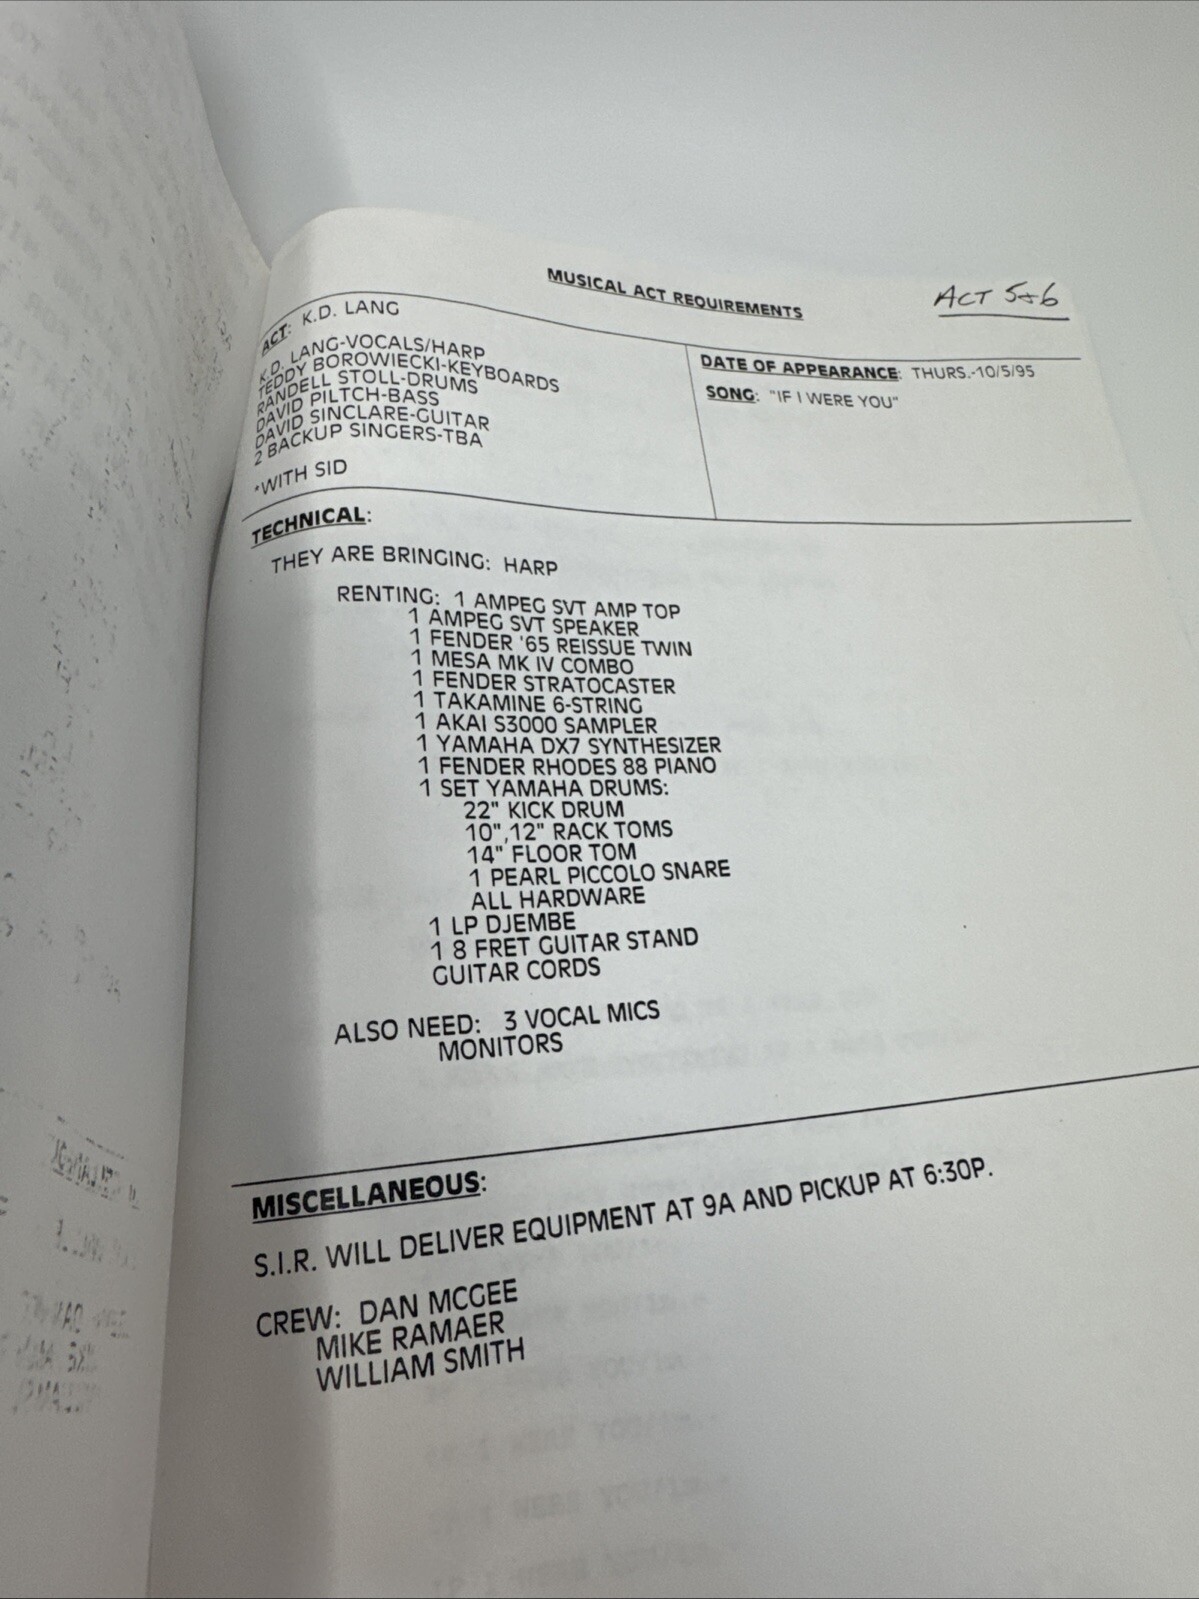 MUSICAL ACT REQUIREMENTS
ACT 5+6
ACT: K.D. LANG
K.D. LANG-VOCALS/HARP
TEDDY BOROWIECKI-KEYBOARDS
RANDELL STOLL-DRUMS
DAVID PILTCH-BASS
DAVID SINCLARE-GUITAR
2 BACKUP SINGERS-TBA
*WITH SID
DATE OF APPEARANCE: THURS.-10/5/95
SONG: "IF I WERE YOU"
TECHNICAL:
THEY ARE BRINGING: HARP
RENTING: 1 AMPEG SVT AMP TOP
1 AMPEG SVT SPEAKER
1 FENDER '65 REISSUE TWIN
1 MESA MK IV COMBO
1 FENDER STRATOCASTER
1 TAKAMINE 6-STRING
1 AKAI S3000 SAMPLER
1 YAMAHA DX7 SYNTHESIZER
1 FENDER RHODES 88 PIANO
1 SET YAMAHA DRUMS:
22" KICK DRUM
10",12" RACK TOMS
14" FLOOR TOM
1 PEARL PICCOLO SNARE
ALL HARDWARE
1 LP DJEMBE
1 8 FRET GUITAR STAND
GUITAR CORDS
ALSO NEED: 3 VOCAL MICS
MONITORS
MISCELLANEOUS:
S.I.R. WILL DELIVER EQUIPMENT AT 9A AND PICKUP AT 6:30P.
CREW: DAN MCGEE
MIKE RAMAER
WILLIAM SMITH